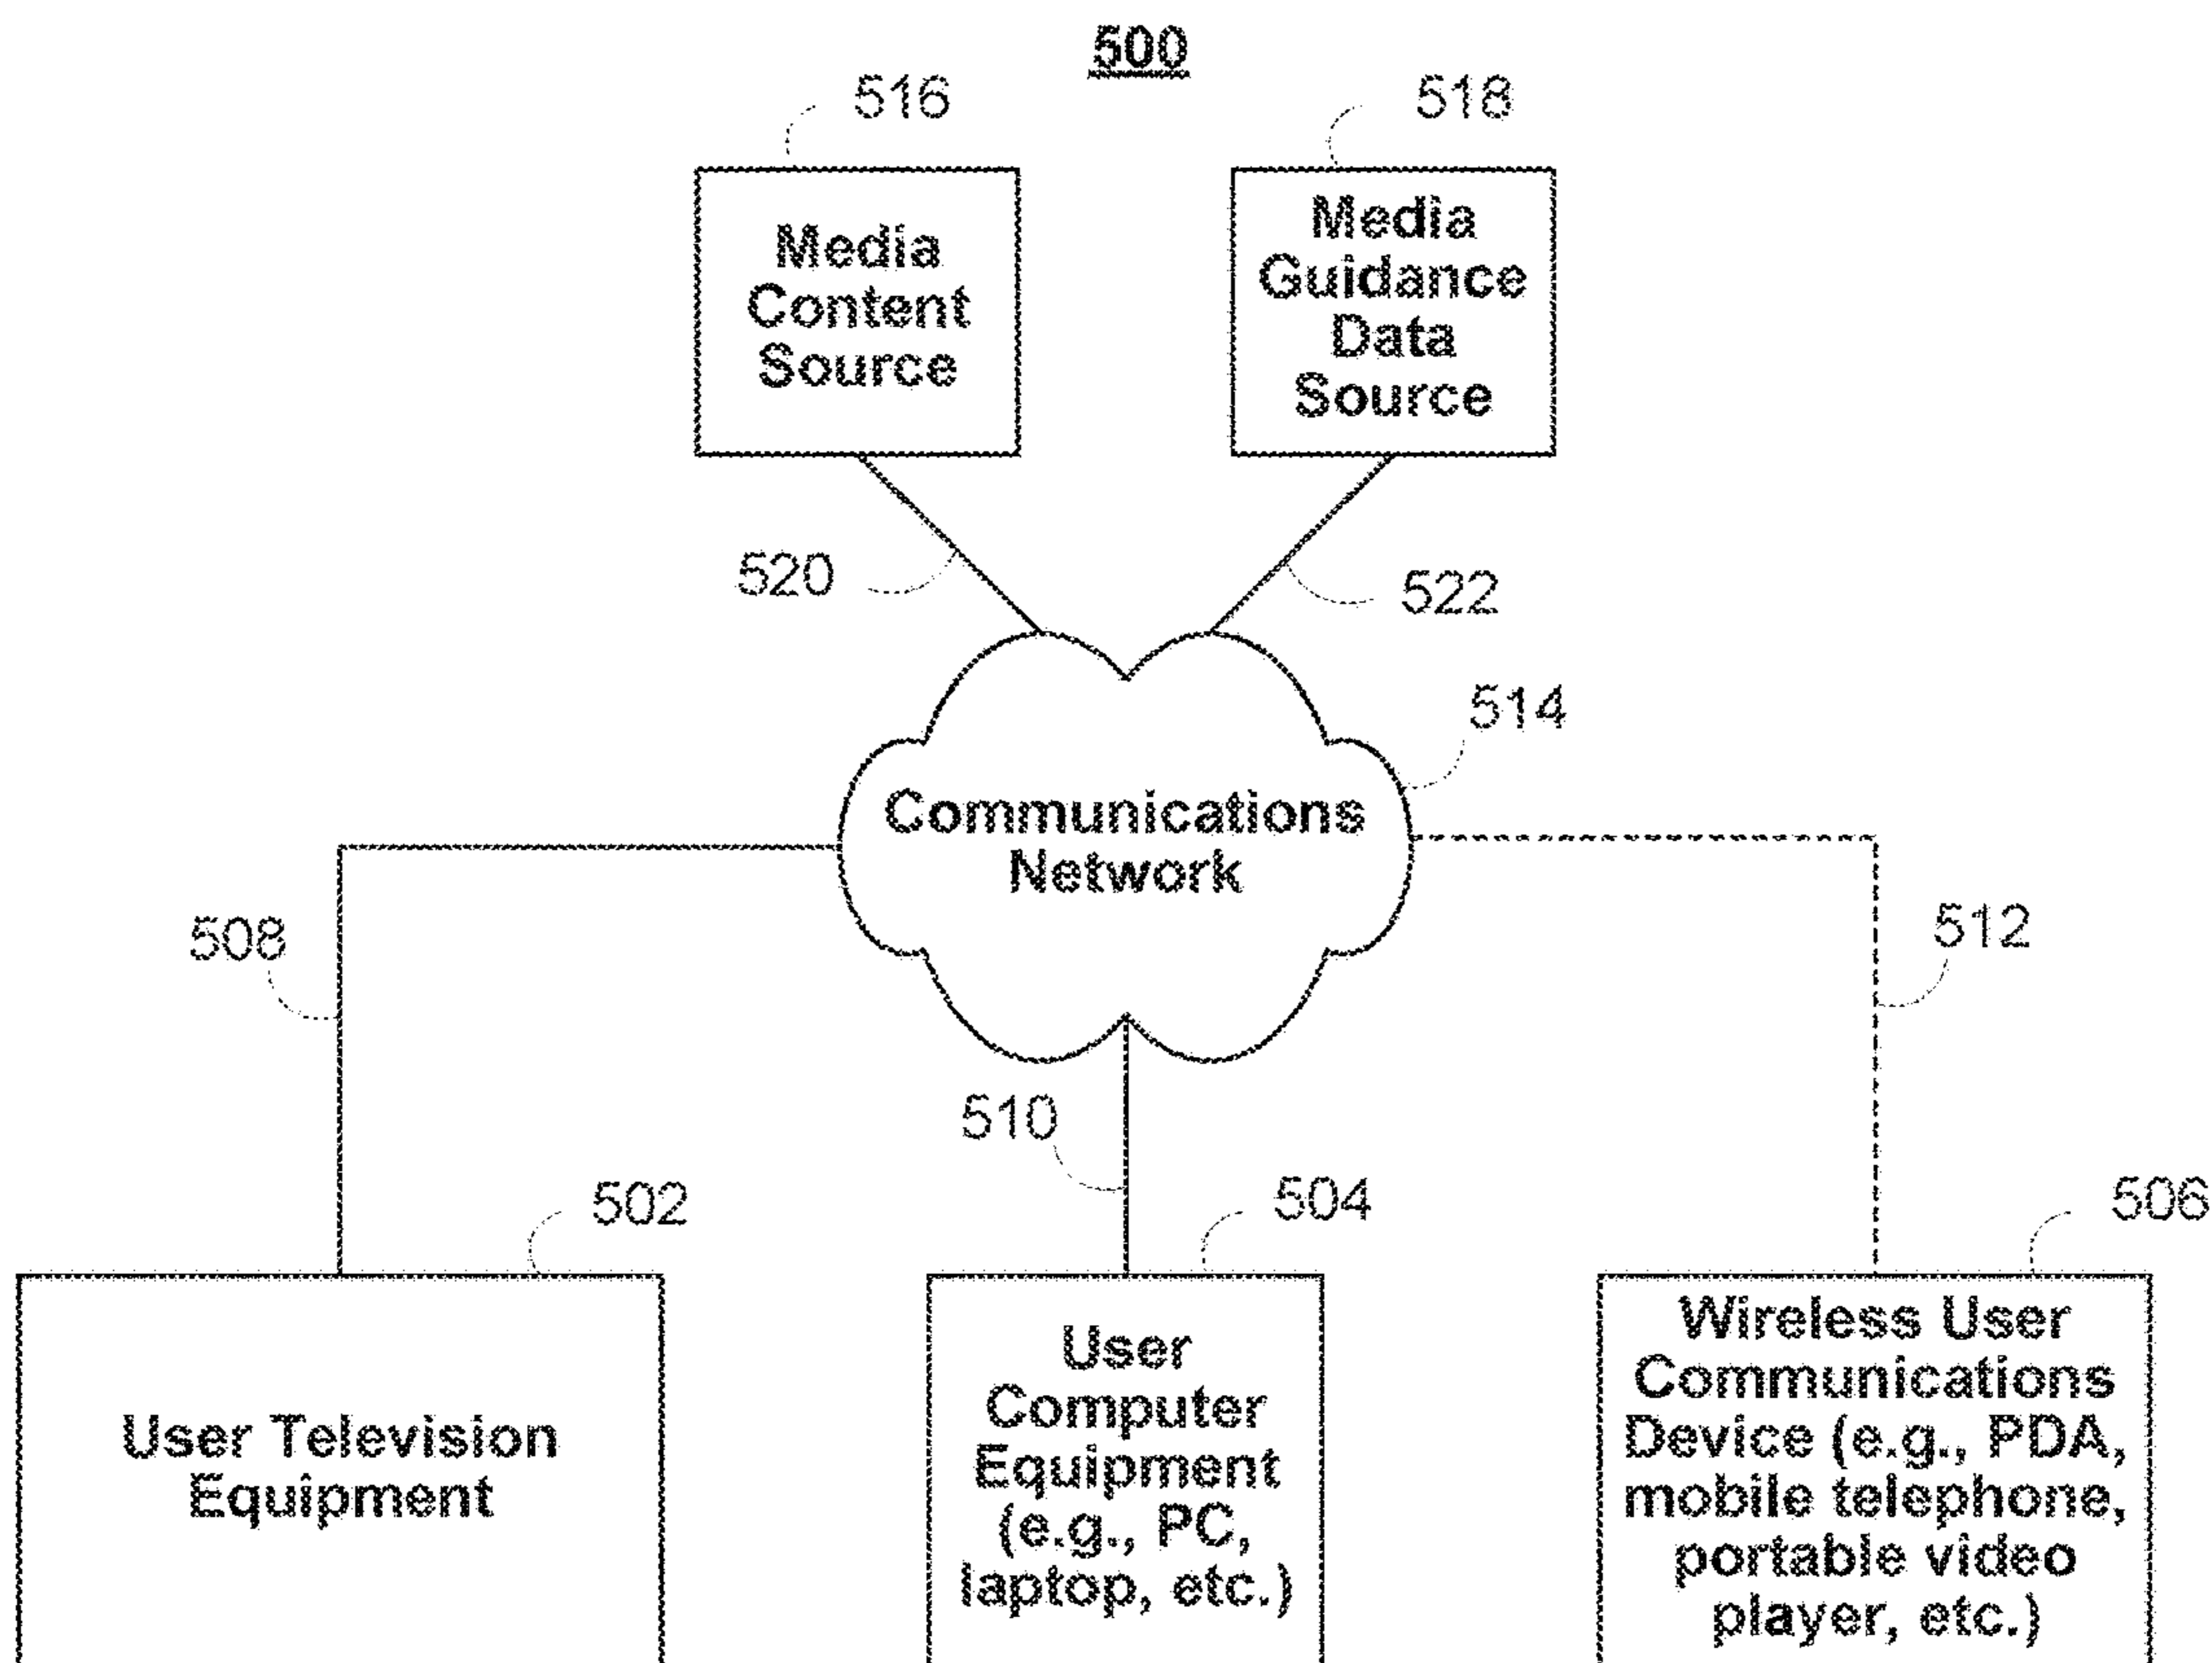 500
516
518
Media
Content
Source
Media
Guidance
Data
Source
520
522
514
Communications
Network
508
512
510
502
504
506
User Television
Equipment
User
Computer
Equipment
(e.g., PC,
laptop, etc.)
Wireless User
Communications
Device (e.g., PDA,
mobile telephone,
portable video
player, etc.)